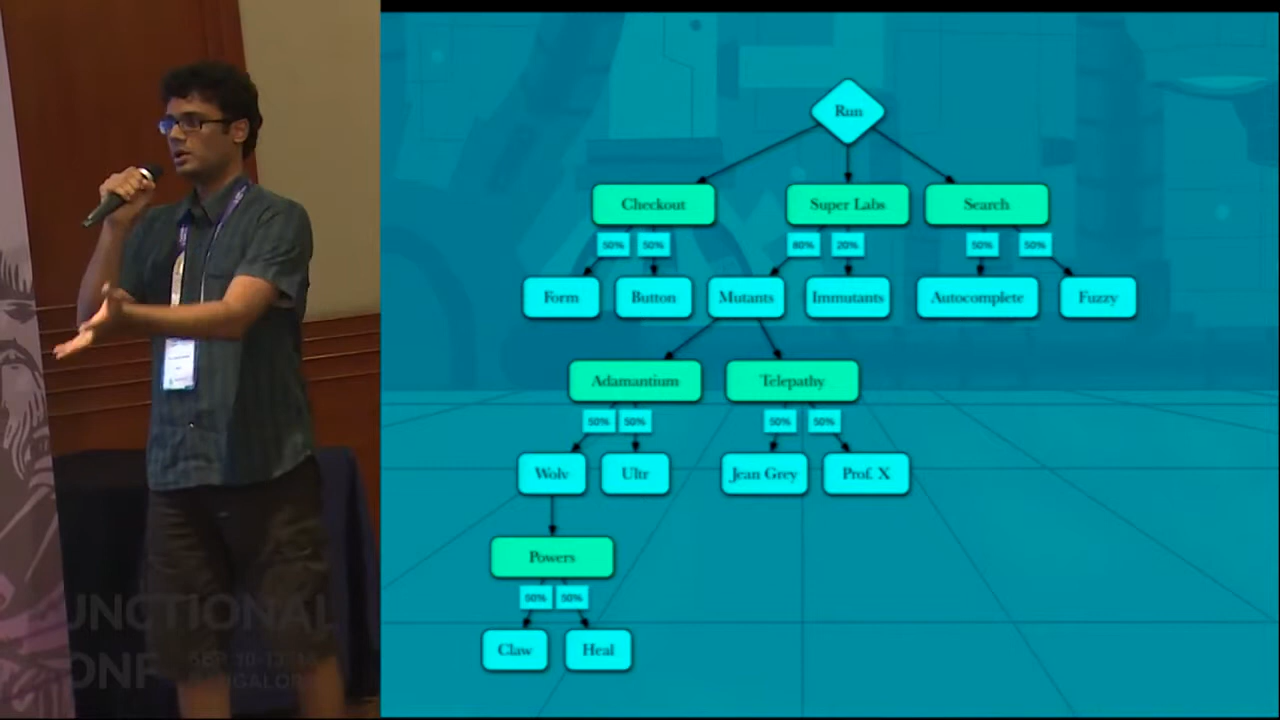 Run
Checkout
Super Labs
Search
50%
50%
80%
20%
50%
50%
Form
Button
Mutants
Immutants
Autocomplete
Fuzzy
Adamantium
Telepathy
50%
50%
50%
50%
Wolv
Ultr
Jean Grey
Prof. X
Powers
50%
50%
Claw
Heal
UNCTIONAL
ONF